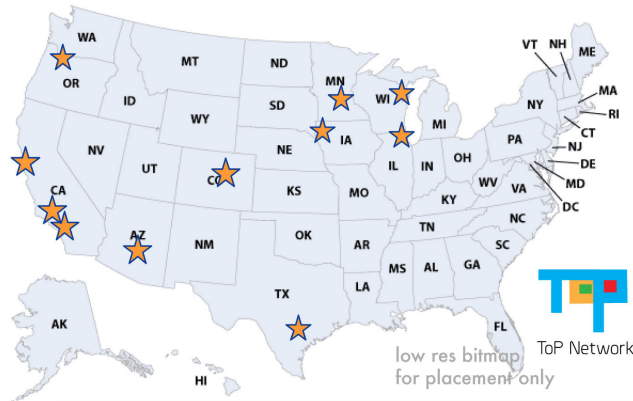 WA
MT
ND
MN
VT
NH
ME
OR
ID
SD
WI
MI
NY
MA
RI
WY
CT
IA
PA
NJ
NE
OH
NV
UT
CO
IL
IN
DE
MD
WV
VA
DC
CA
KS
MO
KY
NC
TN
AZ
NM
OK
AR
SC
MS
AL
GA
TX
LA
AK
FL
HI
ToP Network
low res bitmap
for placement only